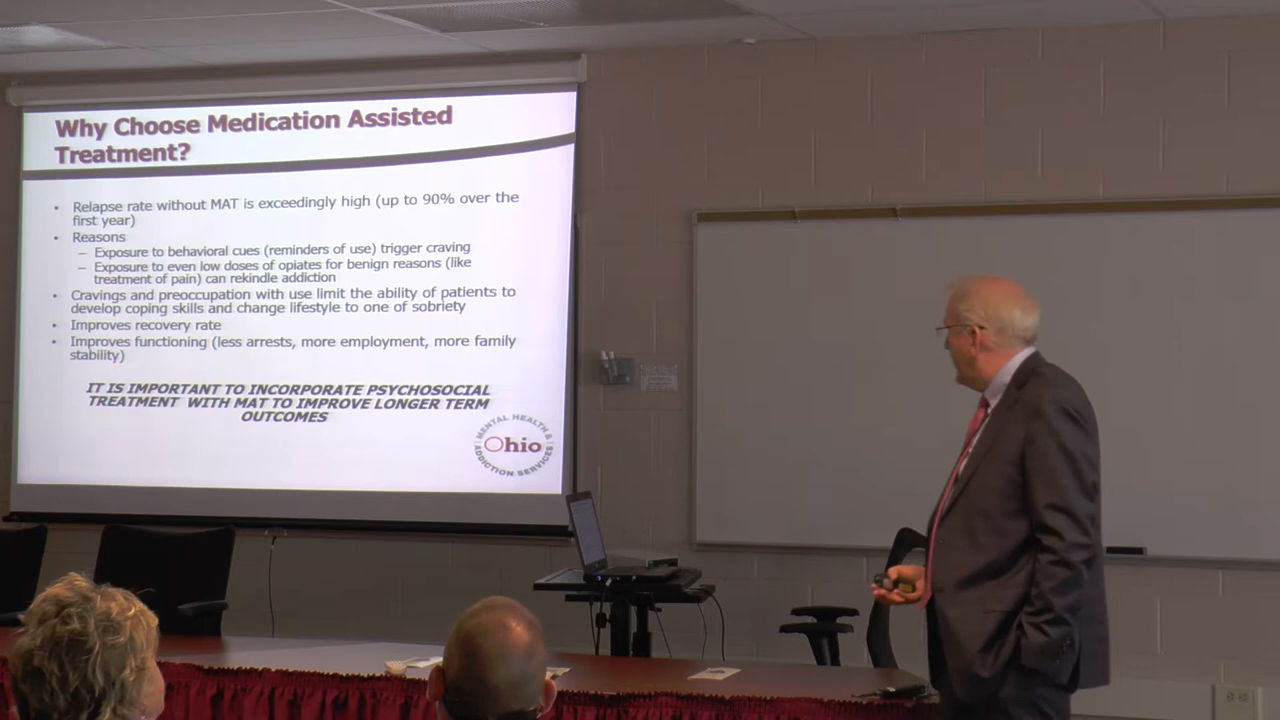 Why Choose Medication Assisted
Treatment?
• Relapse rate without MAT is exceedingly high (up to 90% over the
first year)
• Reasons
– Exposure to behavioral cues (reminders of use) trigger craving
– Exposure to even low doses of opiates for benign reasons (like
treatment of pain) can rekindle addiction
• Cravings and preoccupation with use limit the ability of patients to
develop coping skills and change lifestyle to one of sobriety
• Improves recovery rate
• Improves functioning (less arrests, more employment, more family
stability)
IT IS IMPORTANT TO INCORPORATE PSYCHOSOCIAL
TREATMENT WITH MAT TO IMPROVE LONGER TERM
OUTCOMES
MENTAL HEALTH &
Ohio
ADDICTION SERVICES